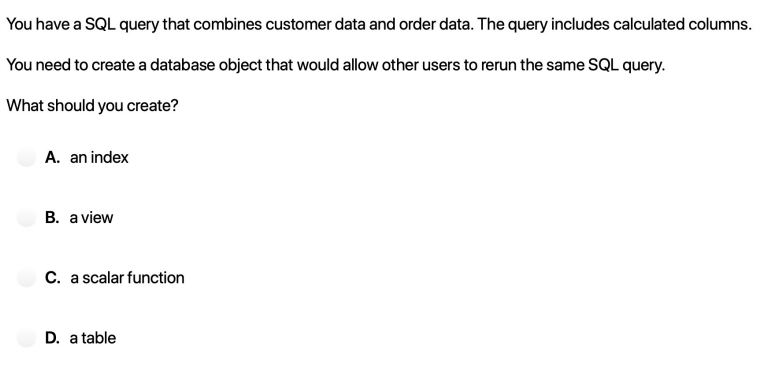 You have a SQL query that combines customer data and order data. The query includes calculated columns.
You need to create a database object that would allow other users to rerun the same SQL query.
What should you create?
A. an index
B. a view
C. a scalar function
D. a table